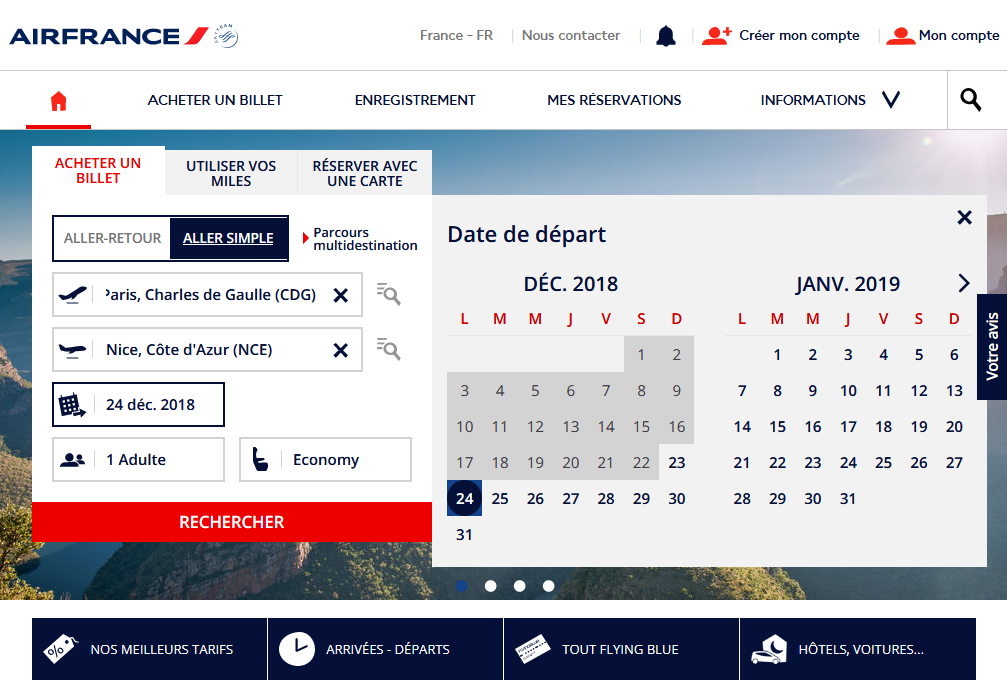 AIRFRANCE
SKYTEAM
France - FR
Nous contacter
Créer mon compte
Mon compte
ACHETER UN BILLET
ENREGISTREMENT
MES RÉSERVATIONS
INFORMATIONS
ACHETER UN
BILLET
UTILISER VOS
MILES
RÉSERVER AVEC
UNE CARTE
ALLER-RETOUR
ALLER SIMPLE
Parcours
multidestination
Paris, Charles de Gaulle (CDG)
Nice, Côte d'Azur (NCE)
24 déc. 2018
1 Adulte
Economy
RECHERCHER
Date de départ
DÉC. 2018
L M M J V S D
1 2
3 4 5 6 7 8 9
10 11 12 13 14 15 16
17 18 19 20 21 22 23
24 25 26 27 28 29 30
31
JANV. 2019
L M M J V S D
1 2 3 4 5 6
7 8 9 10 11 12 13
14 15 16 17 18 19 20
21 22 23 24 25 26 27
28 29 30 31
Votre avis
%
NOS MEILLEURS TARIFS
ARRIVÉES - DÉPARTS
TOUT FLYING BLUE
HÔTELS, VOITURES...